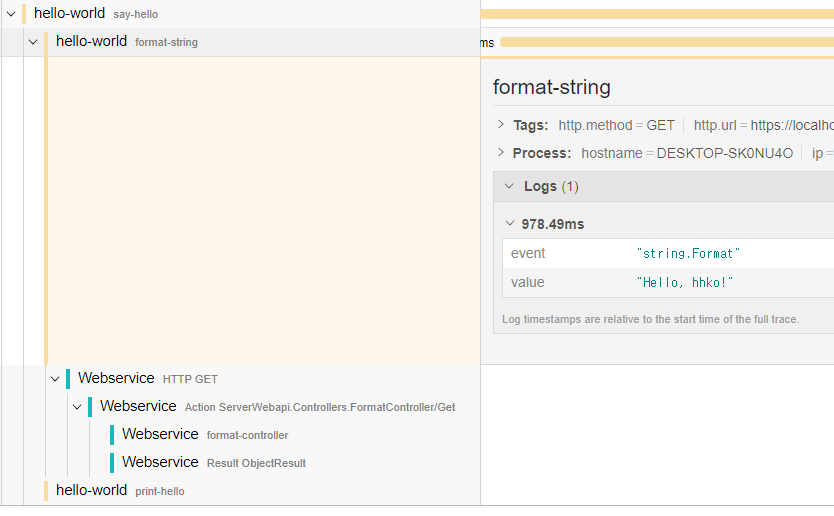 hello-world say-hello
hello-world format-string
ms
format-string
Tags: http.method = GET http.url = https://localho
Process: hostname = DESKTOP-SK0NU4O ip =
Logs (1)
978.49ms
event "string.Format"
value "Hello, hhko!"
Log timestamps are relative to the start time of the full trace.
Webservice HTTP GET
Webservice Action ServerWebapi.Controllers.FormatController/Get
Webservice format-controller
Webservice Result ObjectResult
hello-world print-hello